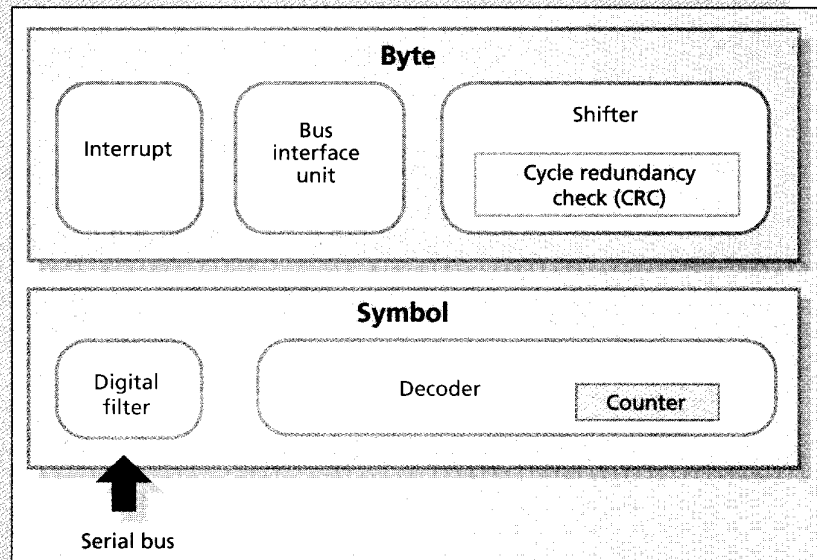 Byte
Interrupt
Bus
interface
unit
Shifter
Cycle redundancy
check (CRC)
Symbol
Digital
filter
Decoder
Counter
Serial bus